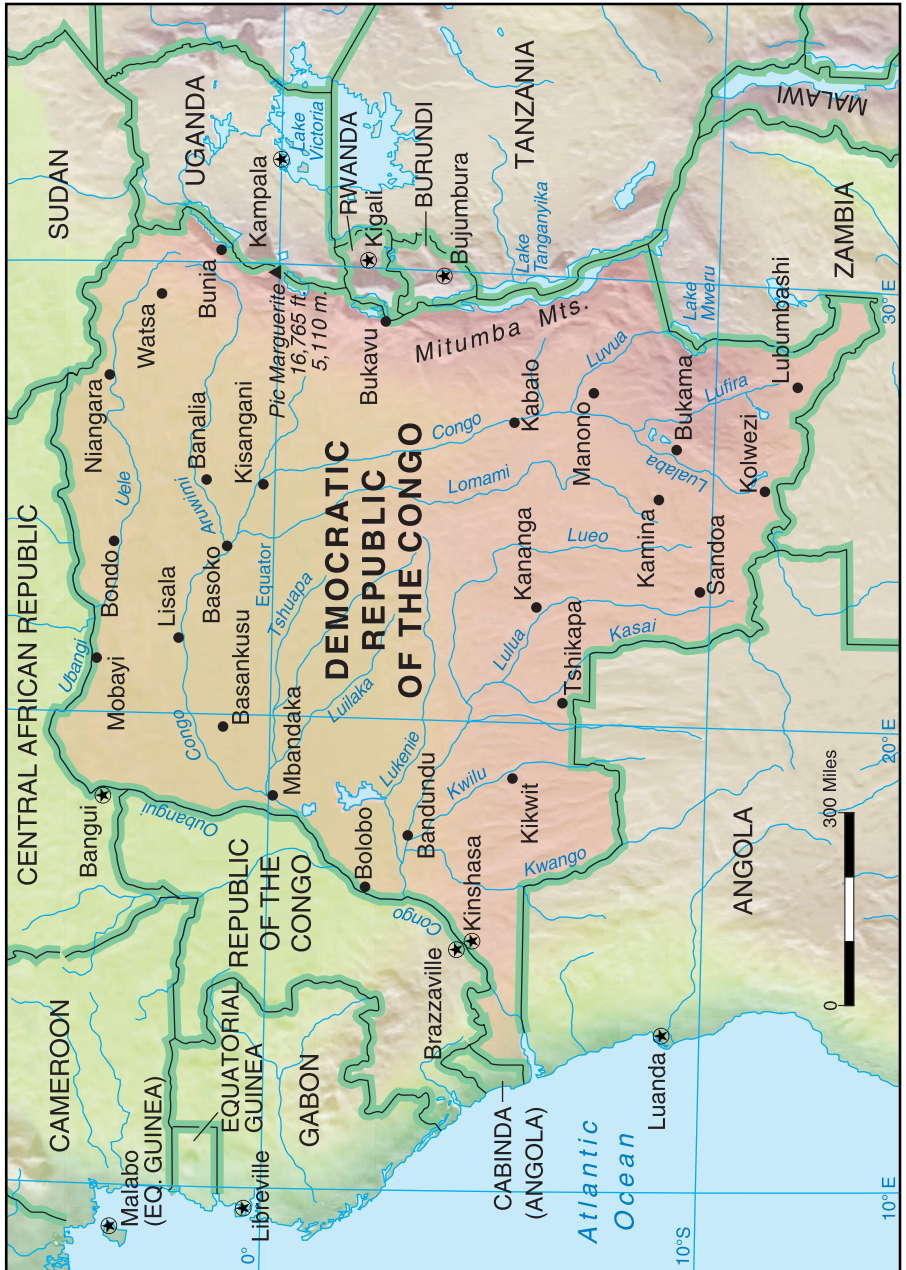 CENTRAL AFRICAN REPUBLIC
SUDAN
CAMEROON
Bangui
Ubangi
Mobayi
Bondo
Uele
Niangara
Watsa
UGANDA
Malabo
(EQ. GUINEA)
EQUATORIAL
GUINEA
REPUBLIC
OF THE
CONGO
Oubangui
Congo
Lisala
Basoko
Aruwimi
Banalia
Bunia
Kampala
Lake
Victoria
Libreville
0°
GABON
Mbandaka
Basankusu
Equator
Tshuapa
Kisangani
Pic Marguerite
16,765 ft.
5,110 m.
RWANDA
Kigali
BURUNDI
Bujumbura
TANZANIA
Bolobo
Luilaka
DEMOCRATIC
REPUBLIC
OF THE CONGO
Bukavu
Congo
Brazzaville
Kinshasa
Bandundu
Lukenie
Congo
Lomami
Mitumba Mts.
Lake
Tanganyika
CABINDA
(ANGOLA)
Kwango
Kikwit
Kwilu
Tshikapa
Lulua
Kananga
Lueo
Kabalo
Manono
Luvua
Atlantic
Ocean
Luanda
Kasai
Sandoa
Kamina
Lualaba
Bukama
Lufira
Lake
Mweru
Kolwezi
Lubumbashi
ZAMBIA
MALAWI
10°S
ANGOLA
0
300 Miles
10° E
20° E
30° E